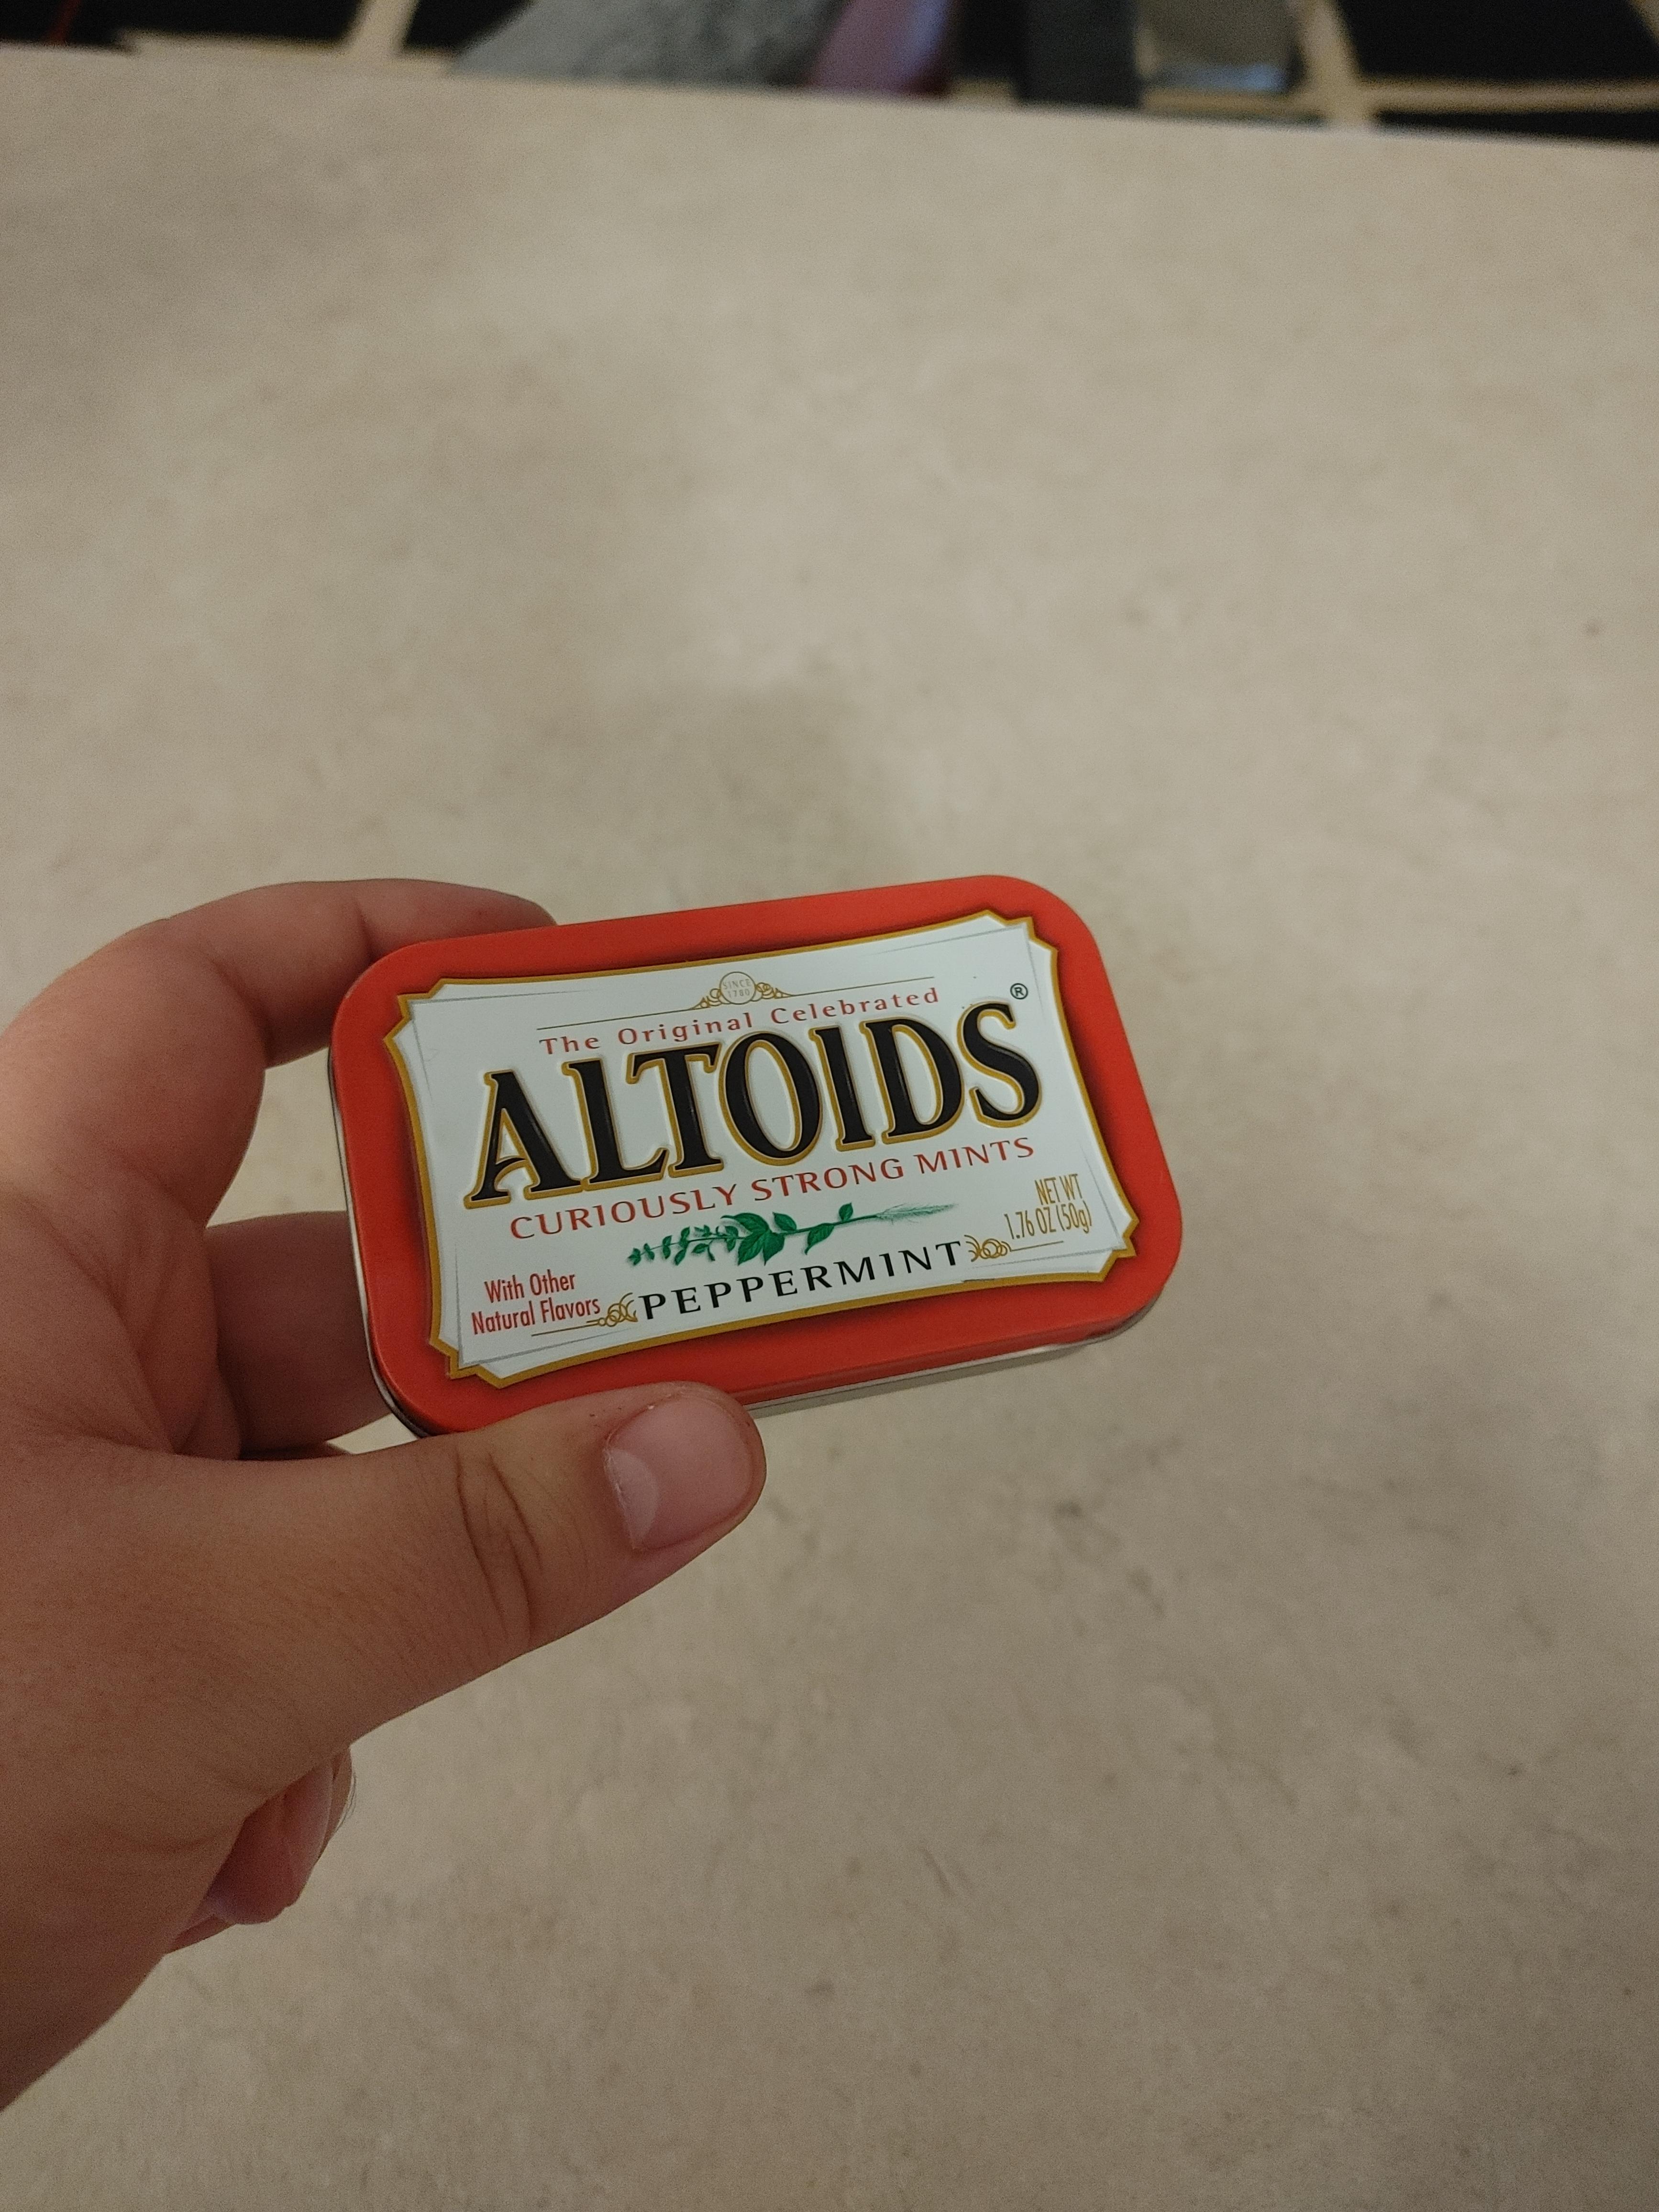 SINCE
1780
The Original Celebrated
ALTOIDS®
CURIOUSLY STRONG MINTS
NET WT
1.76 OZ (50g)
With Other
Natural Flavors
PEPPERMINT